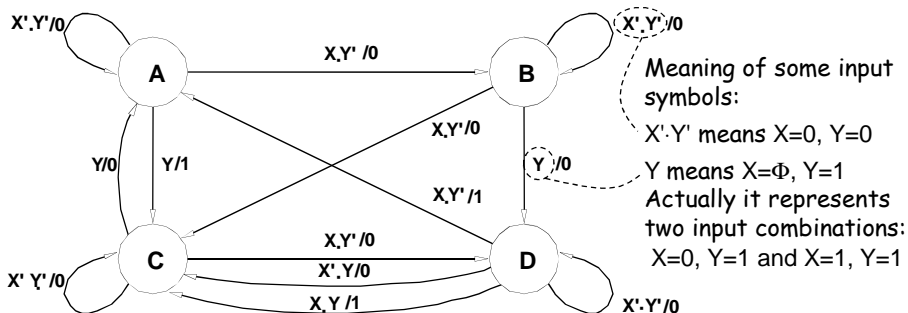 X'.Y'/0
X'.Y'/0
A
X.Y'/0
B
Meaning of some input
symbols:
X'·Y' means X=0, Y=0
Y means X=Φ, Y=1
Actually it represents
two input combinations:
X=0, Y=1 and X=1, Y=1
X.Y'/0
Y/0
Y/1
Y/0
X.Y'/1
X.Y'/0
C
D
X'.Y/0
X' Y'/0
X.Y/1
X'·Y'/0